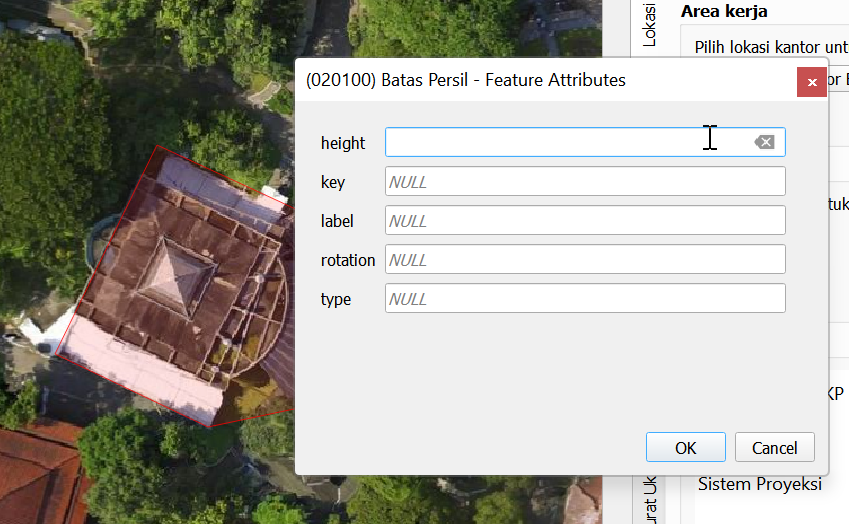 Lokasi
Area kerja
Pilih lokasi kantor unt
(020100) Batas Persil - Feature Attributes
or
height
key
NULL
label
NULL
rotation
NULL
type
NULL
tuk
KP
OK
Cancel
Sistem Proyeksi
urat Uk